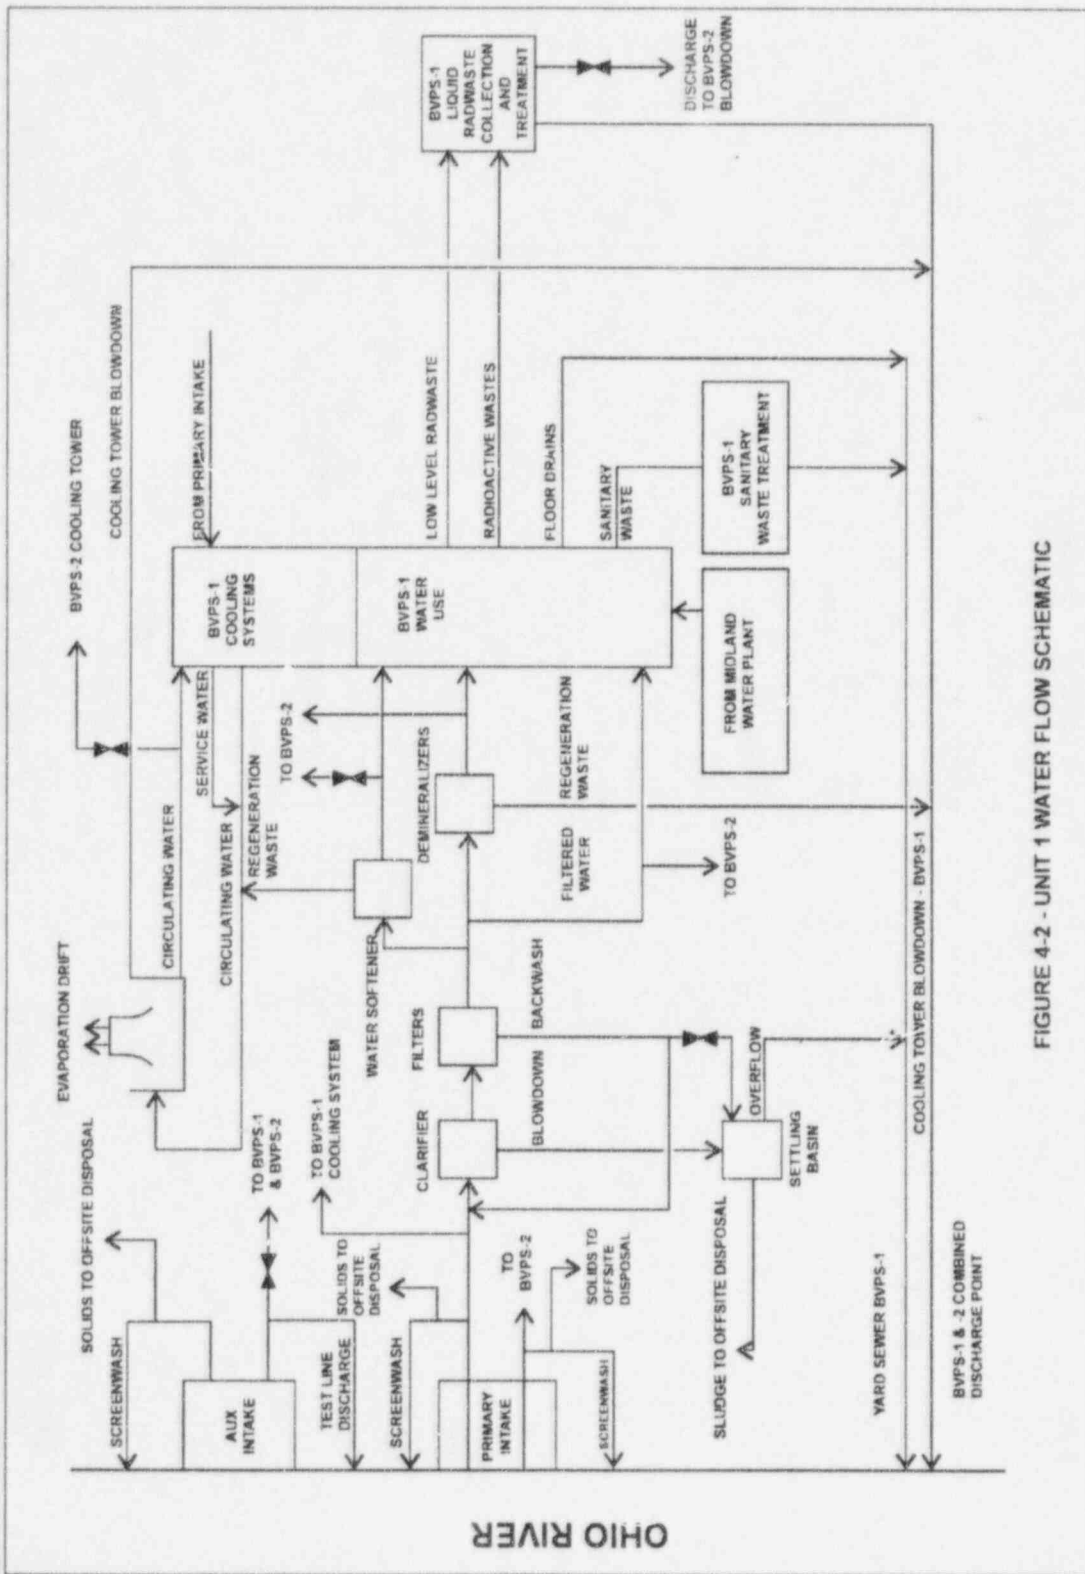 OHIO RIVER
SCREENWASH
SOLIDS TO OFFSITE DISPOSAL
AUX
INTAKE
TO BVPS-1
& BVPS-2
TEST LINE
DISCHARGE
SCREENWASH
SOLIDS TO
OFFSITE
DISPOSAL
PRIMARY
INTAKE
TO
BVPS-2
SOLIDS TO
OFFSITE
DISPOSAL
SCREENWASH
EVAPORATION DRIFT
CIRCULATING WATER
CIRCULATING WATER
SERVICE WATER
REGENERATION
WASTE
TO BVPS-1
COOLING SYSTEM
WATER SOFTENER
CLARIFIER
FILTERS
DEMINERALIZERS
BLOWDOWN
BACKWASH
FILTERED
WATER
REGENERATION
WASTE
TO BVPS-2
TO BVPS-2
SLUDGE TO OFFSITE DISPOSAL
SETTLING
BASIN
OVERFLOW
BVPS-2 COOLING TOWER
COOLING TOWER BLOWDOWN
FROM PRIMARY INTAKE
BVPS-1
COOLING
SYSTEMS
BVPS-1
WATER
USE
FROM MIDLAND
WATER PLANT
LOW LEVEL RADWASTE
RADIOACTIVE WASTES
FLOOR DRAINS
SANITARY
WASTE
BVPS-1
SANITARY
WASTE TREATMENT
BVPS-1
LIQUID
RADWASTE
COLLECTION
AND
TREATMENT
DISCHARGE
TO BVPS-2
BLOWDOWN
YARD SEWER BVPS-1
COOLING TOWER BLOWDOWN - BVPS-1
BVPS-1 & -2 COMBINED
DISCHARGE POINT
FIGURE 4-2 - UNIT 1 WATER FLOW SCHEMATIC